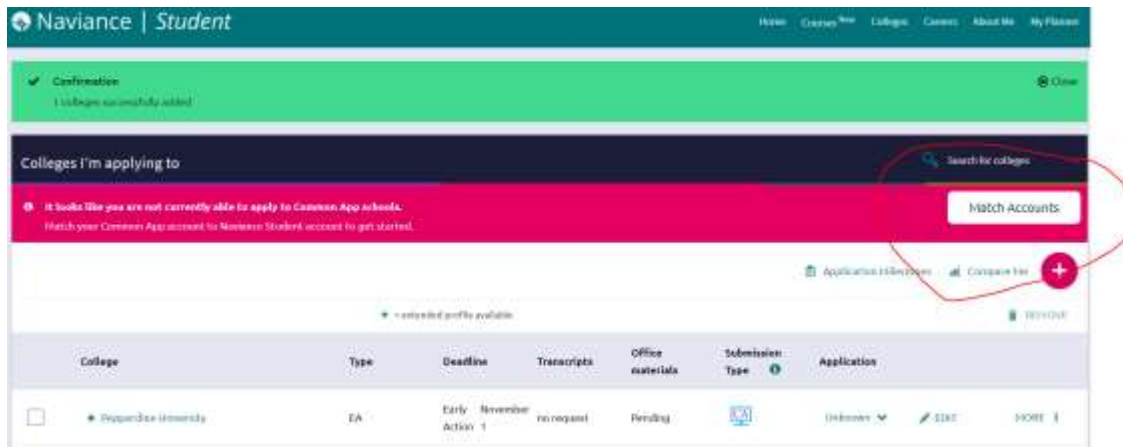 Naviance | Student
Home Courses New Colleges Careers About Me My Planner
Confirmation
Close
1 colleges successfully added
Colleges I'm applying to
Search for colleges
It looks like you are not currently able to apply to Common App schools.
Match Accounts
Match your Common App account to Naviance Student account to get started.
Application Milestones Compare Me +
+ = extended profile available
REMOVE
College Type Deadline Transcripts Office materials Submission Type Application
Pepperdine University EA Early Action November 1 no request Pending CA Unknown EDIT MORE